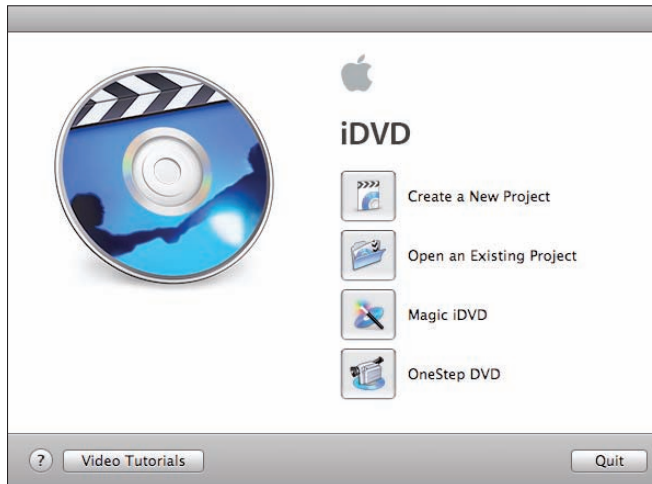 iDVD
Create a New Project
Open an Existing Project
Magic iDVD
OneStep DVD
? Video Tutorials Quit